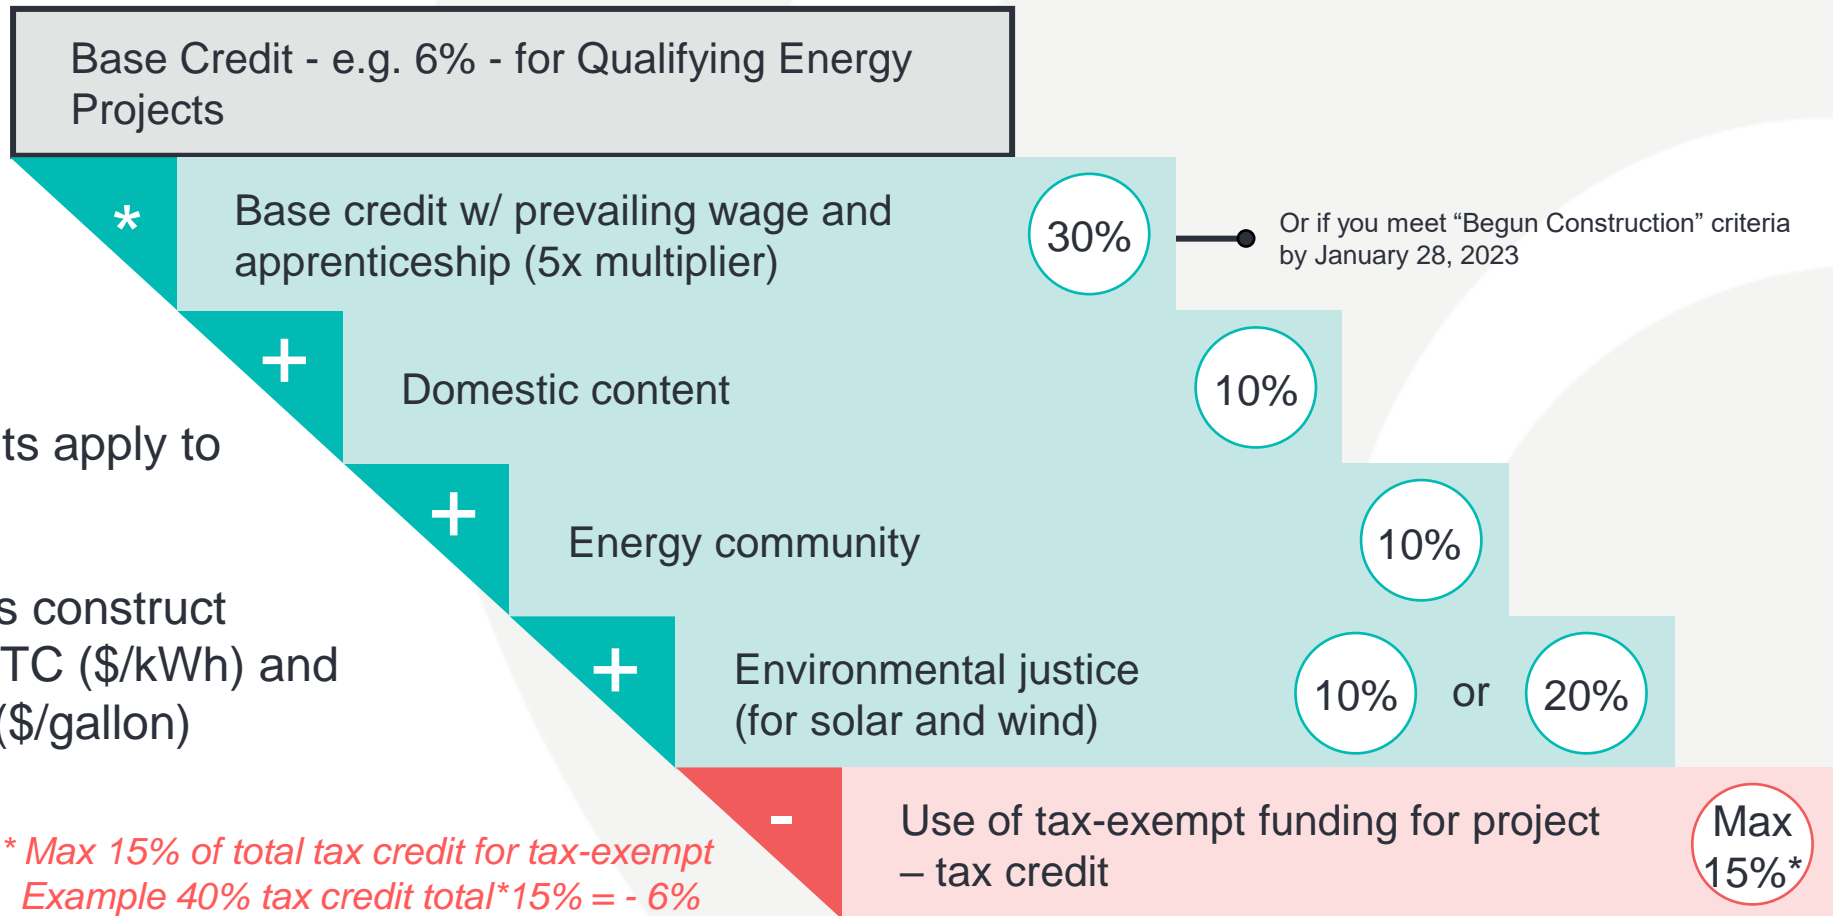 Base Credit - e.g. 6% - for Qualifying Energy
Projects
*
Base credit w/ prevailing wage and
apprenticeship (5x multiplier)
30%
Or if you meet “Begun Construction” criteria
by January 28, 2023
+
Domestic content
10%
ts apply to
+
Energy community
10%
s construct
TC ($/kWh) and
($/gallon)
+
Environmental justice
(for solar and wind)
10% or 20%
-
Use of tax-exempt funding for project
– tax credit
Max
15%*
* Max 15% of total tax credit for tax-exempt
Example 40% tax credit total*15% = - 6%